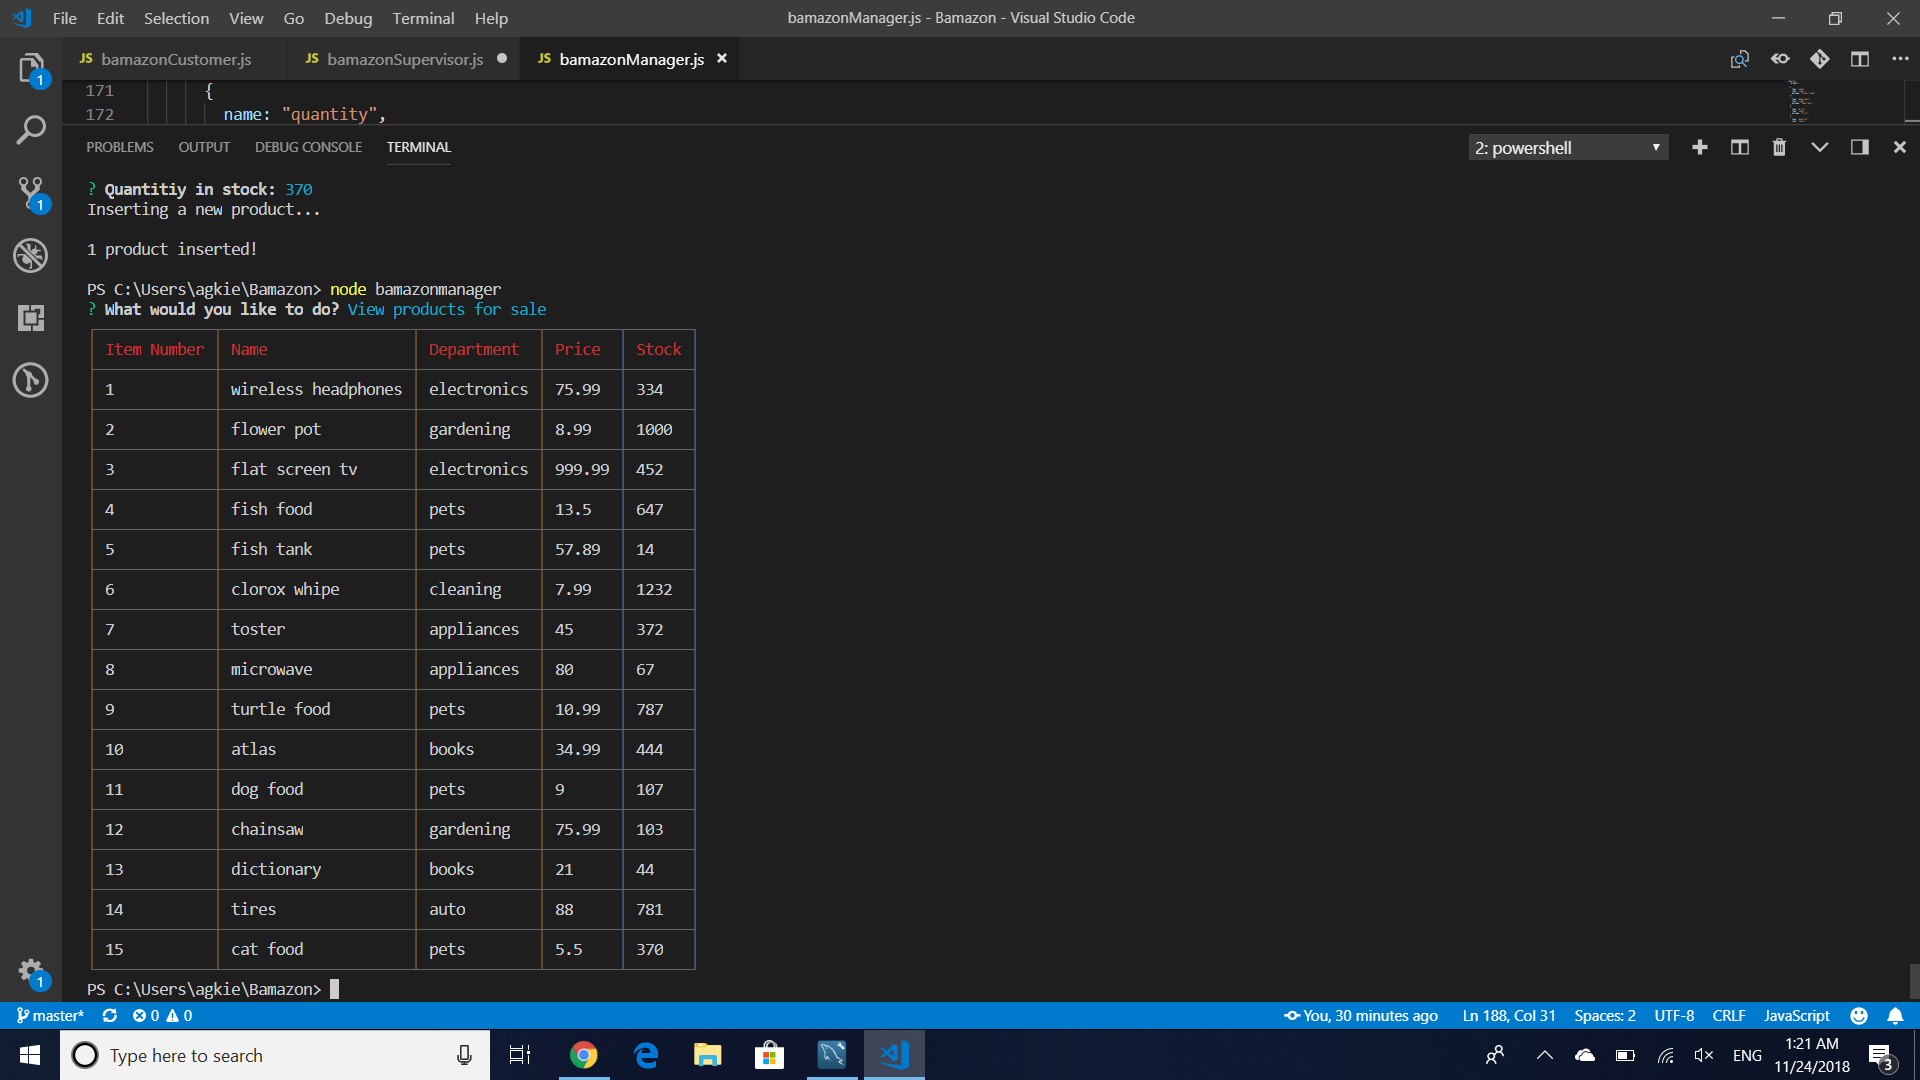 File Edit Selection View Go Debug Terminal Help
bamazonManager.js - Bamazon - Visual Studio Code
JS bamazonCustomer.js JS bamazonSupervisor.js JS bamazonManager.js
171 {
172 name: "quantity",
PROBLEMS OUTPUT DEBUG CONSOLE TERMINAL 2: powershell
? Quantitiy in stock: 370
Inserting a new product...
1 product inserted!
PS C:\Users\agkie\Bamazon> node bamazonmanager
? What would you like to do? View products for sale
Item Number Name Department Price Stock
1 wireless headphones electronics 75.99 334
2 flower pot gardening 8.99 1000
3 flat screen tv electronics 999.99 452
4 fish food pets 13.5 647
5 fish tank pets 57.89 14
6 clorox whipe cleaning 7.99 1232
7 toster appliances 45 372
8 microwave appliances 80 67
9 turtle food pets 10.99 787
10 atlas books 34.99 444
11 dog food pets 9 107
12 chainsaw gardening 75.99 103
13 dictionary books 21 44
14 tires auto 88 781
15 cat food pets 5.5 370
PS C:\Users\agkie\Bamazon>
1
1
1
master* 0 0 You, 30 minutes ago Ln 188, Col 31 Spaces: 2 UTF-8 CRLF JavaScript
Type here to search
ENG
1:21 AM
11/24/2018
3